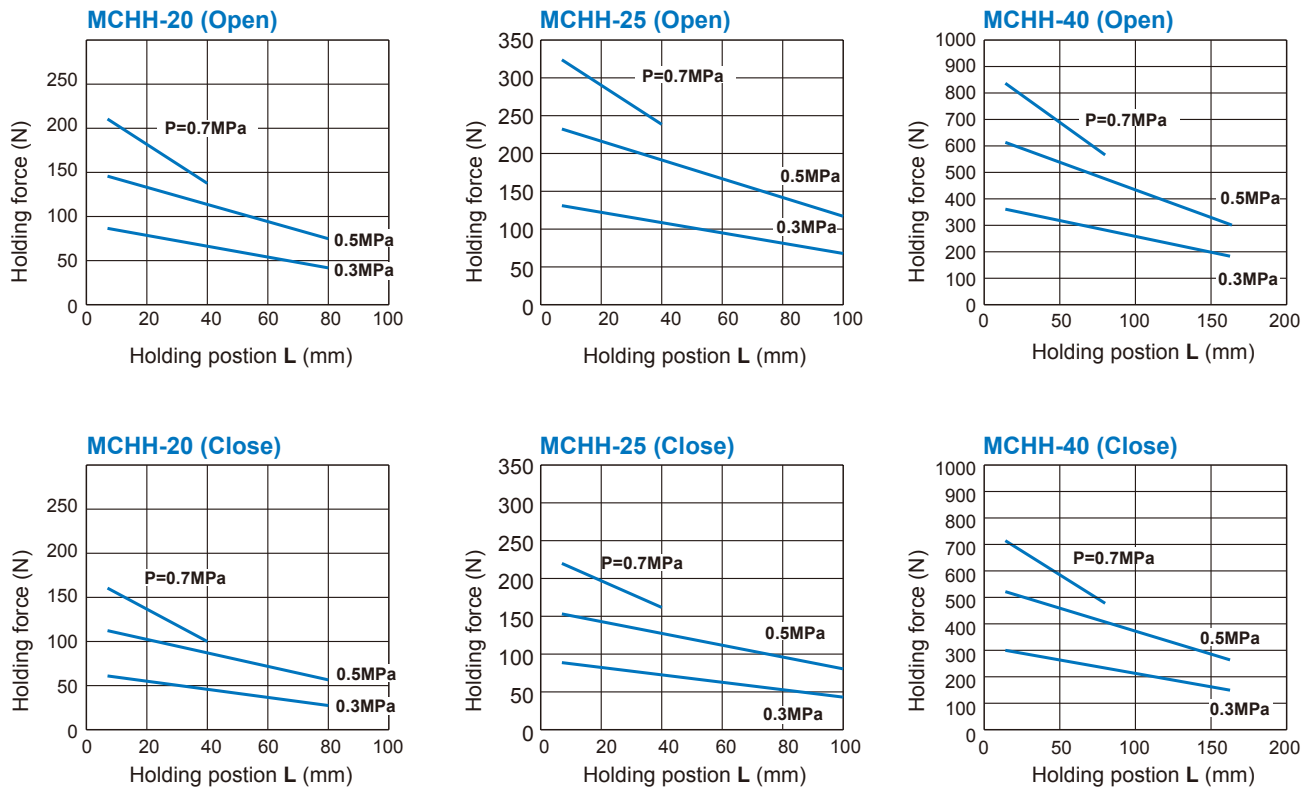 MCHH-20 (Open)
Holding force (N)
250
200
150
100
50
0
P=0.7MPa
0.5MPa
0.3MPa
0 20 40 60 80 100
Holding postion L (mm)
MCHH-25 (Open)
Holding force (N)
350
300
250
200
150
100
50
0
P=0.7MPa
0.5MPa
0.3MPa
0 20 40 60 80 100
Holding postion L (mm)
MCHH-40 (Open)
Holding force (N)
1000
900
800
700
600
500
400
300
200
100
0
P=0.7MPa
0.5MPa
0.3MPa
0 50 100 150 200
Holding postion L (mm)
MCHH-20 (Close)
Holding force (N)
250
200
150
100
50
0
P=0.7MPa
0.5MPa
0.3MPa
0 20 40 60 80 100
Holding postion L (mm)
MCHH-25 (Close)
Holding force (N)
350
300
250
200
150
100
50
0
P=0.7MPa
0.5MPa
0.3MPa
0 20 40 60 80 100
Holding postion L (mm)
MCHH-40 (Close)
Holding force (N)
1000
900
800
700
600
500
400
300
200
100
0
P=0.7MPa
0.5MPa
0.3MPa
0 50 100 150 200
Holding postion L (mm)